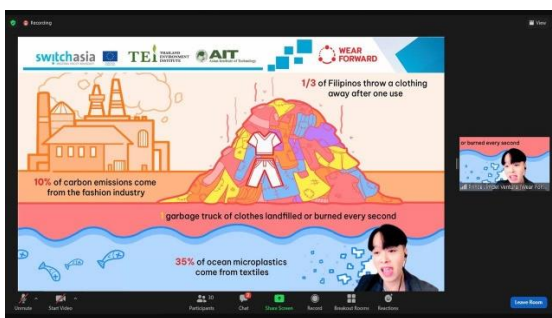 Recording
View
switchasia
TEi THAILAND ENVIRONMENT INSTITUTE
AIT
Asian Institute of Technology
WEAR FORWARD
1/3 of Filipinos throw a clothing
away after one use
10% of carbon emissions come
from the fashion industry
1 garbage truck of clothes landfilled or burned every second
35% of ocean microplastics
come from textiles
or burned every second
Unmute
Start Video
30
Participants
Chat
Share Screen
Record
Breakout Rooms
Reactions
Leave Room